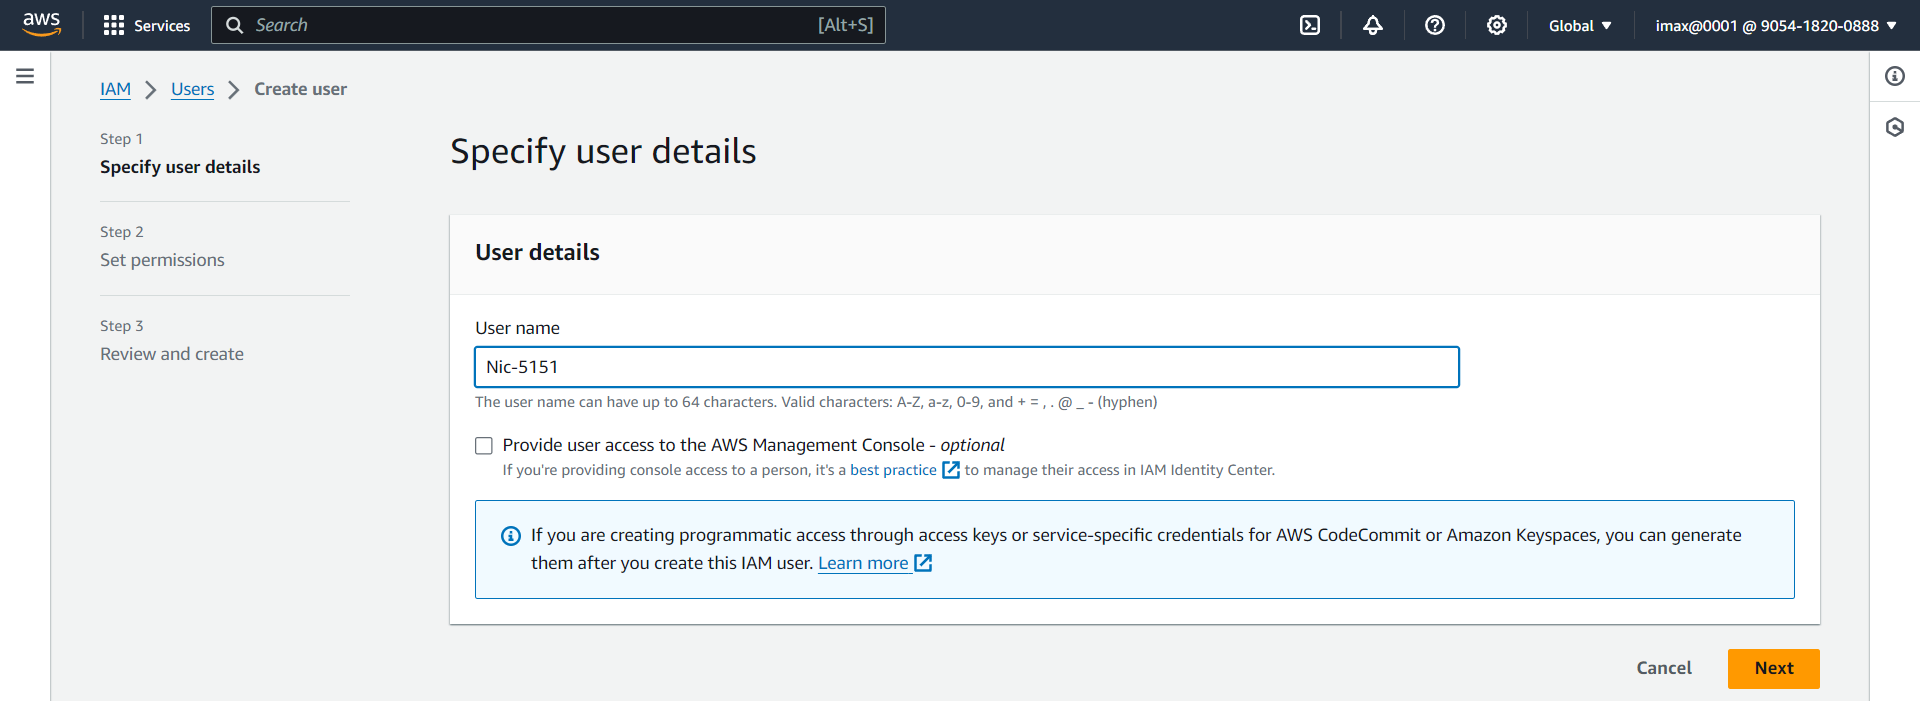 aws
Services
Search
[Alt+S]
Global
imax@0001 @ 9054-1820-0888
IAM
Users
Create user
Step 1
Specify user details
Step 2
Set permissions
Step 3
Review and create
Specify user details
User details
User name
Nic-5151
The user name can have up to 64 characters. Valid characters: A-Z, a-z, 0-9, and + = , . @ _ - (hyphen)
Provide user access to the AWS Management Console - optional
If you're providing console access to a person, it's a best practice to manage their access in IAM Identity Center.
If you are creating programmatic access through access keys or service-specific credentials for AWS CodeCommit or Amazon Keyspaces, you can generate
them after you create this IAM user. Learn more
Cancel
Next